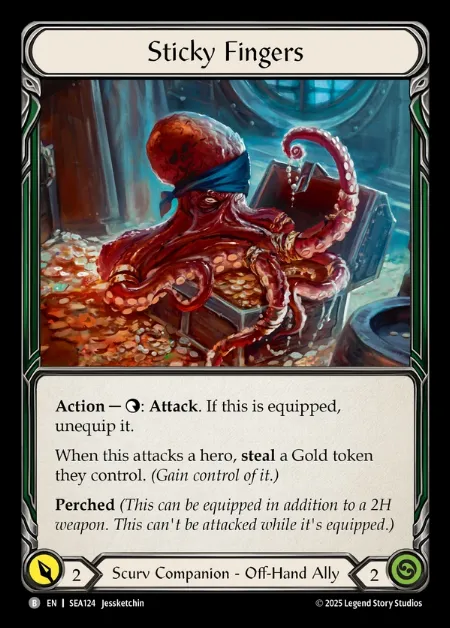 Sticky Fingers
Action — : Attack. If this is equipped,
unequip it.
When this attacks a hero, steal a Gold token
they control. (Gain control of it.)
Perched (This can be equipped in addition to a 2H
weapon. This can't be attacked while it's equipped.)
2
Scurv Companion - Off-Hand Ally
2
B EN | SEA124 Jessketchin
© 2025 Legend Story Studios